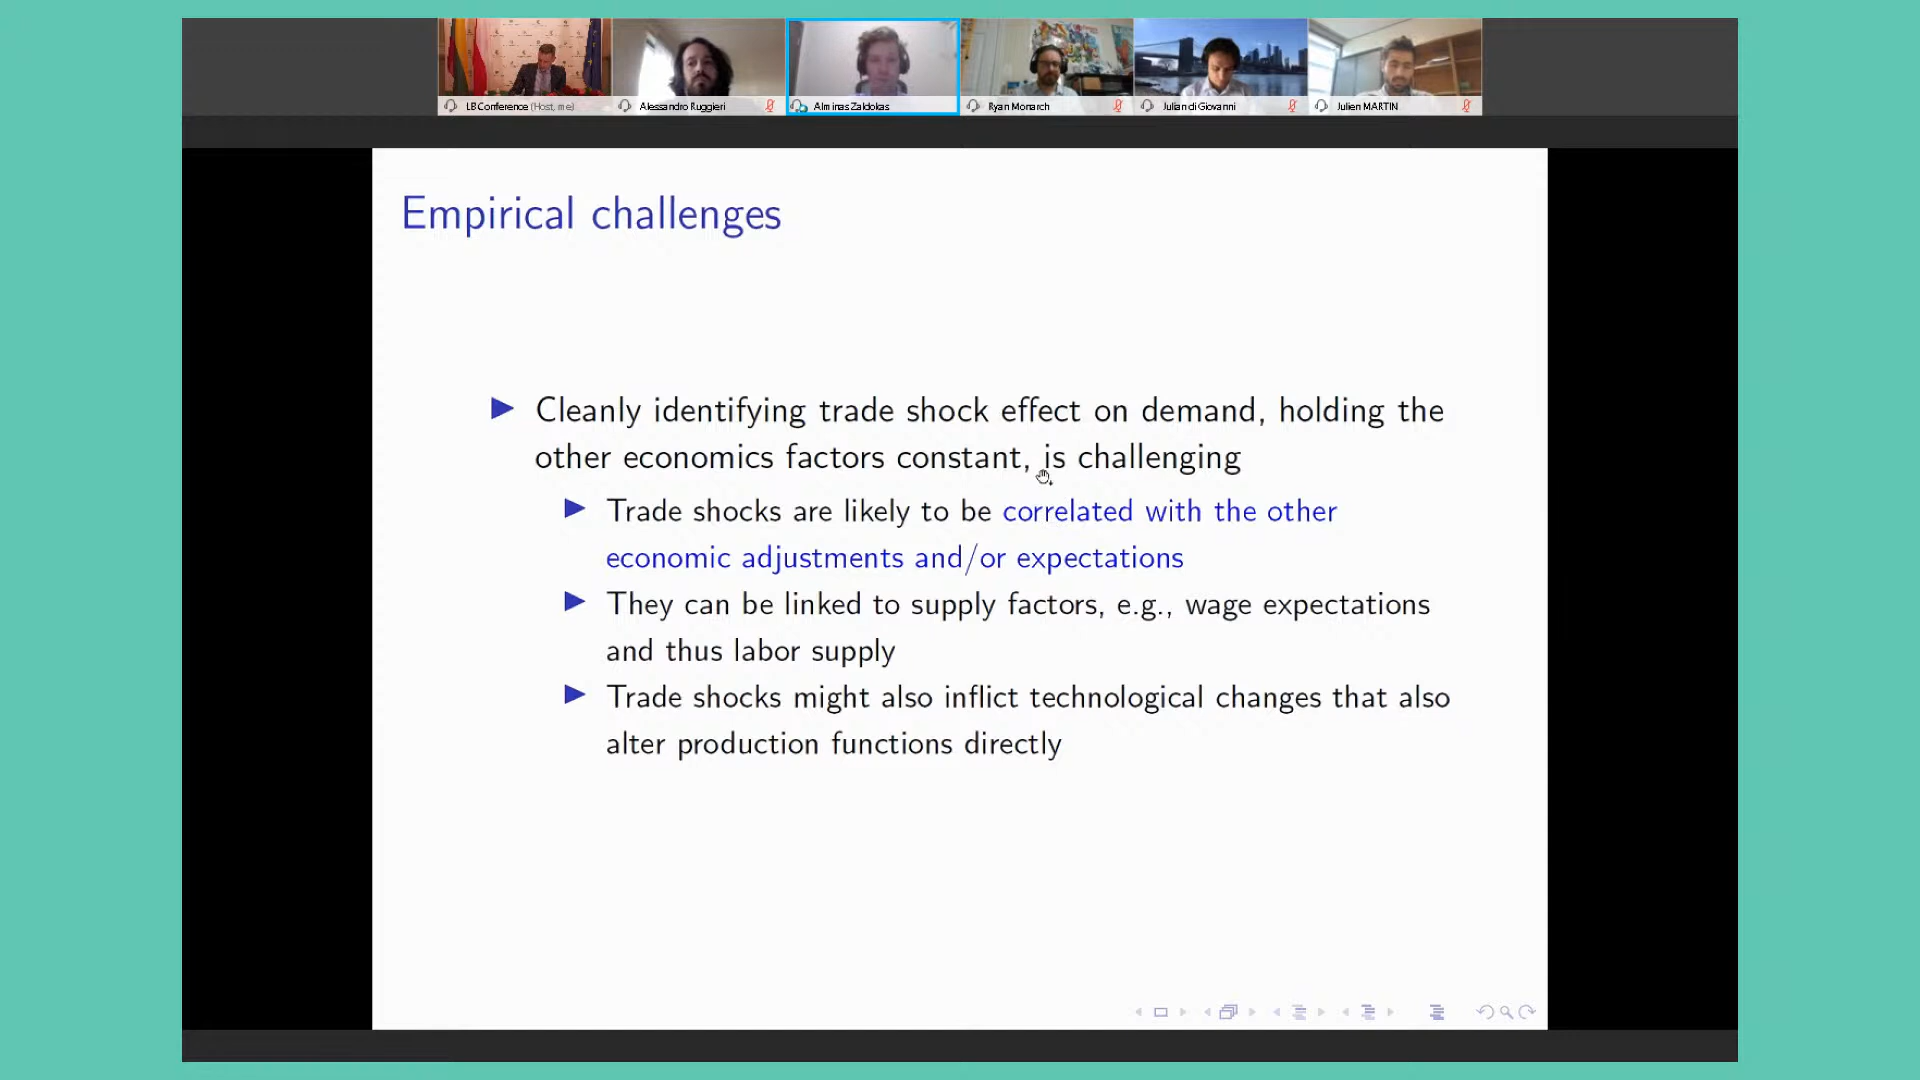 LB Conference (Host, me)
Alessandro Ruggieri
Alminas Zaldokas
Ryan Monarch
Julian di Giovanni
Julien MARTIN
Empirical challenges
Cleanly identifying trade shock effect on demand, holding the
other economics factors constant, is challenging
Trade shocks are likely to be correlated with the other
economic adjustments and/or expectations
They can be linked to supply factors, e.g., wage expectations
and thus labor supply
Trade shocks might also inflict technological changes that also
alter production functions directly